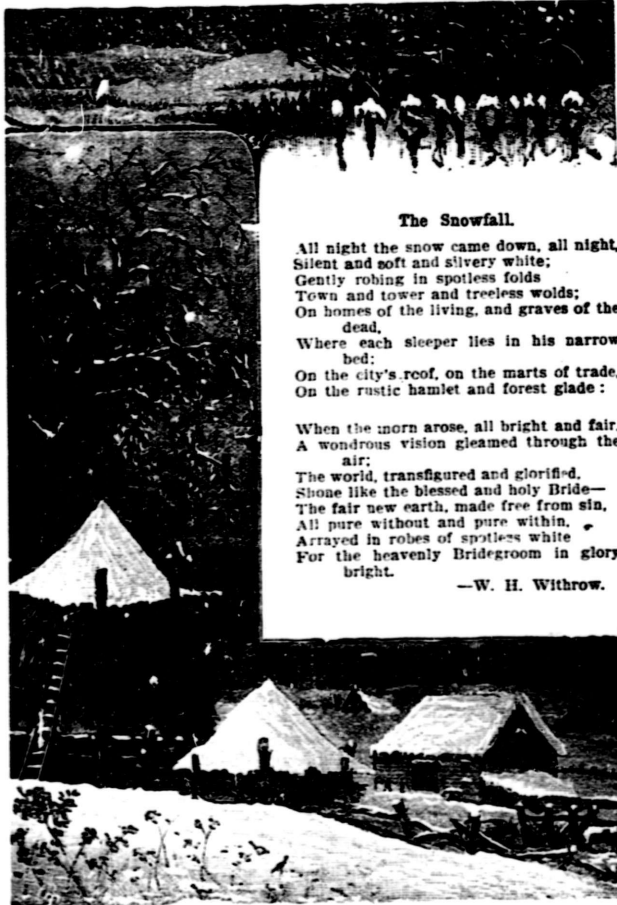 The Snowfall.
All night the snow came down, all night,
Silent and soft and silvery white;
Gently robing in spotless folds
Town and tower and treeless wolds;
On homes of the living, and graves of the
dead,
Where each sleeper lies in his narrow
bed;
On the city's roof, on the marts of trade,
On the rustic hamlet and forest glade :
When the morn arose, all bright and fair,
A wondrous vision gleamed through the
air;
The world, transfigured and glorified,
Shone like the blessed and holy Bride—
The fair new earth, made free from sin,
All pure without and pure within,
Arrayed in robes of spotless white
For the heavenly Bridegroom in glory
bright.
—W. H. Withrow.